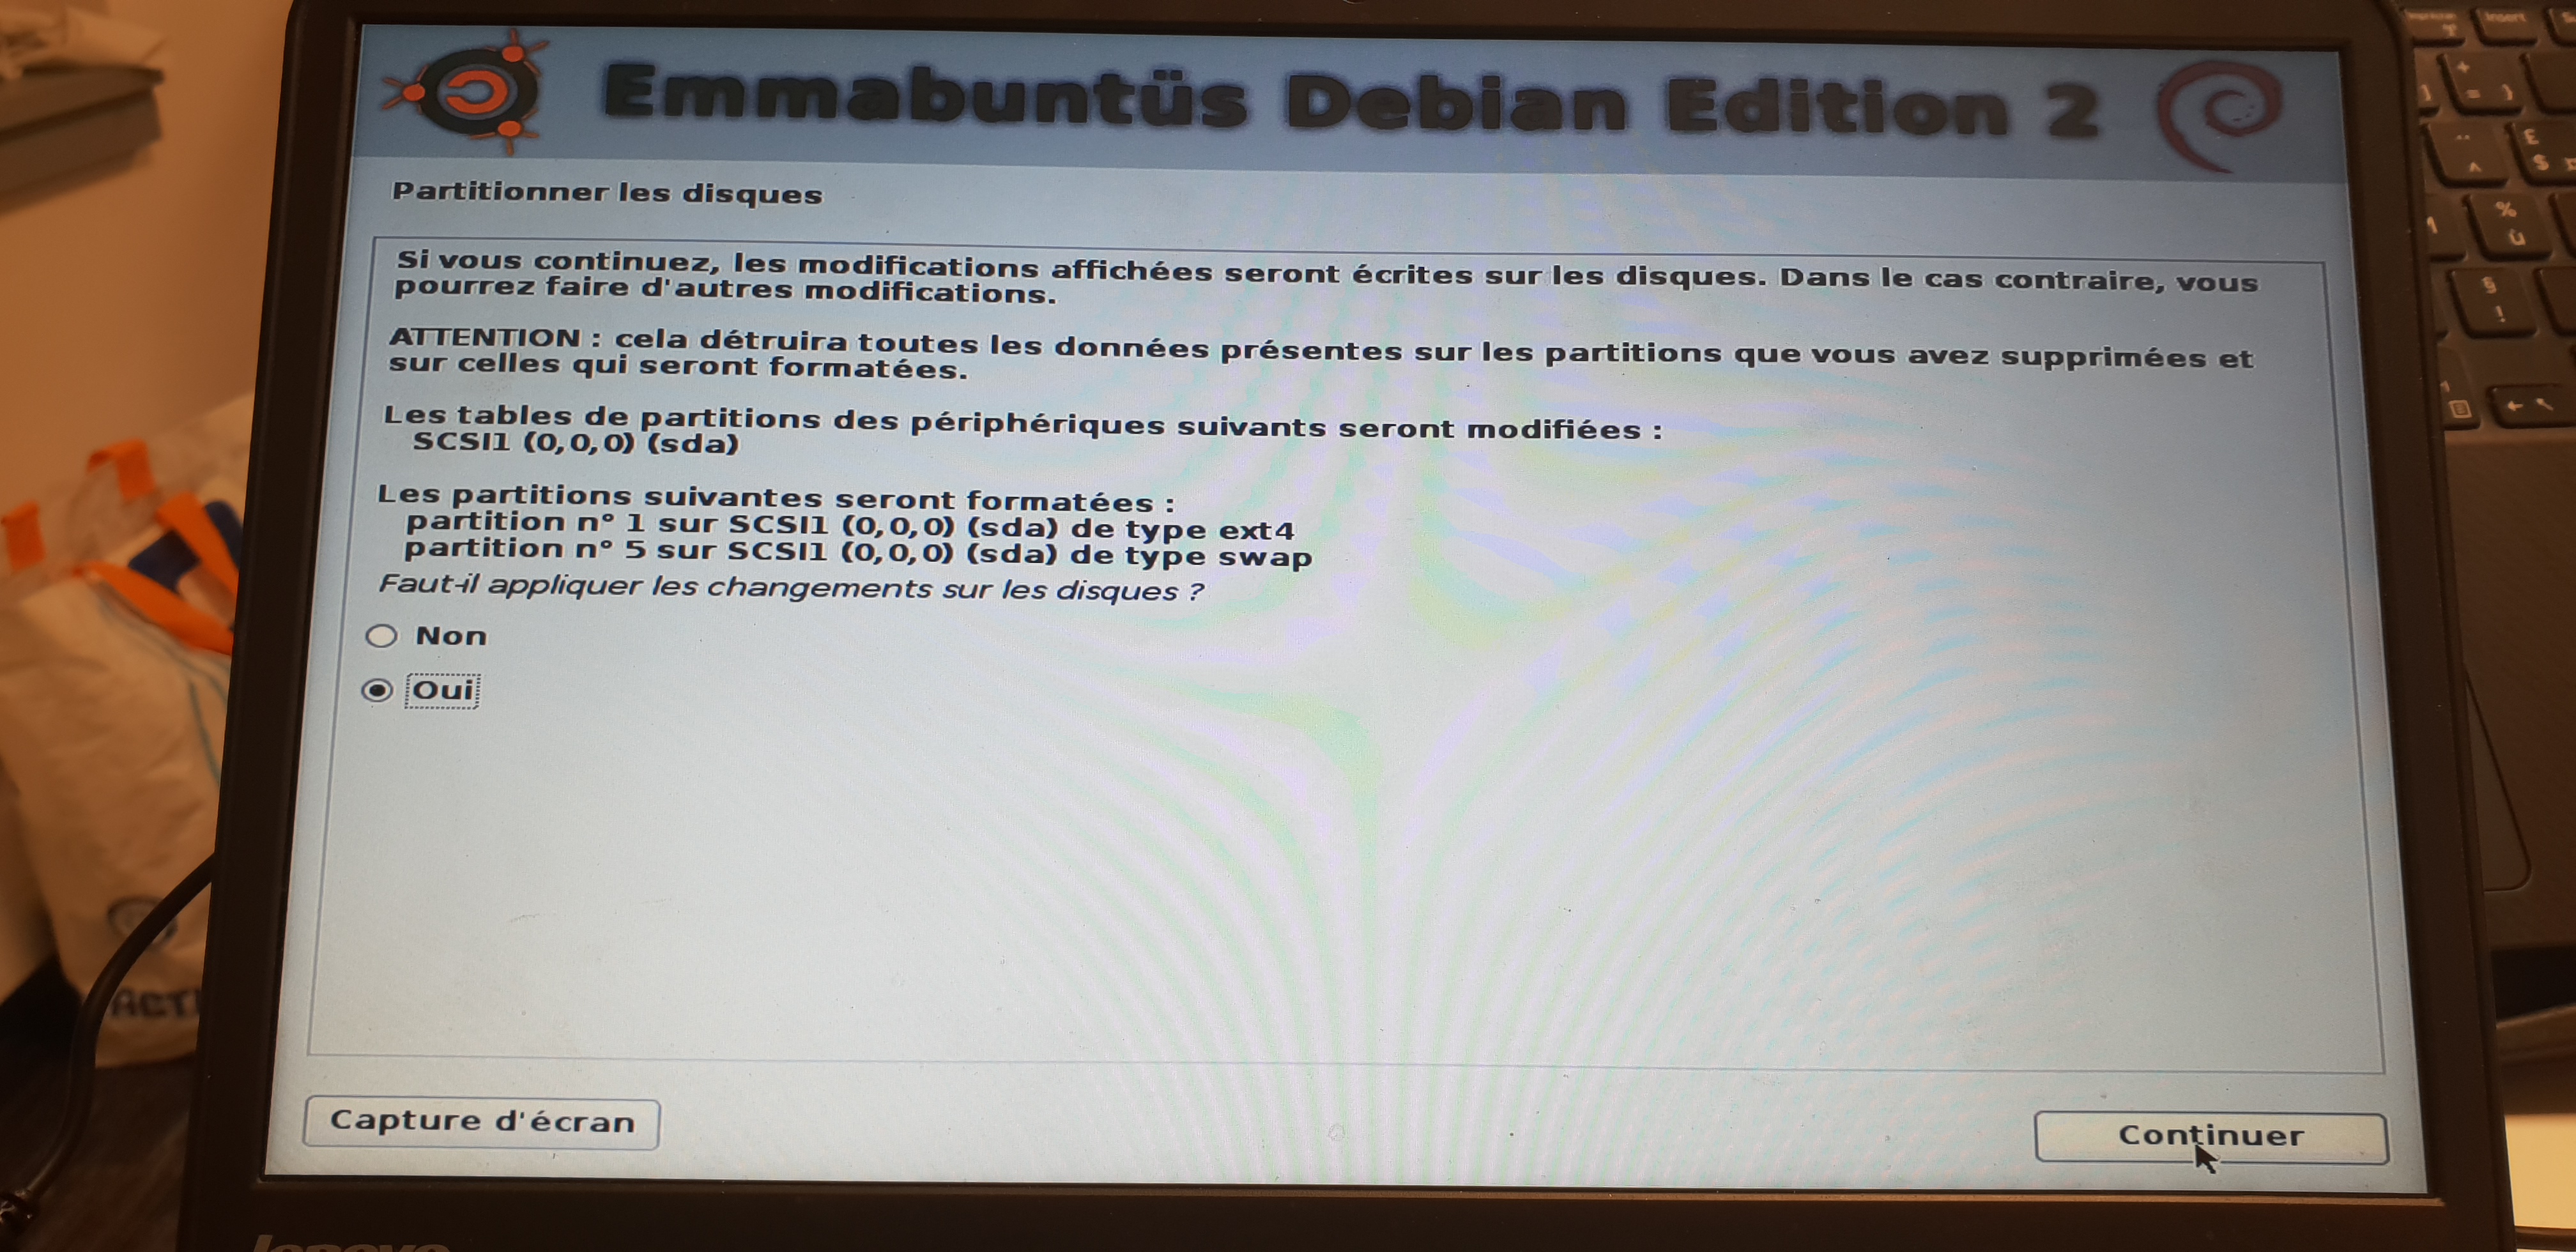 Emmabuntüs Debian Edition 2
Partitionner les disques
Si vous continuez, les modifications affichées seront écrites sur les disques. Dans le cas contraire, vous
pourrez faire d'autres modifications.
ATTENTION : cela détruira toutes les données présentes sur les partitions que vous avez supprimées et
sur celles qui seront formatées.
Les tables de partitions des périphériques suivants seront modifiées :
SCSI1 (0,0,0) (sda)
Les partitions suivantes seront formatées :
partition n° 1 sur SCSI1 (0,0,0) (sda) de type ext4
partition n° 5 sur SCSI1 (0,0,0) (sda) de type swap
Faut-il appliquer les changements sur les disques ?
Non
Oui
Capture d'écran
Continuer
lenovo
Insert
+
= }
¨
^
£
$
%
ù
§
!